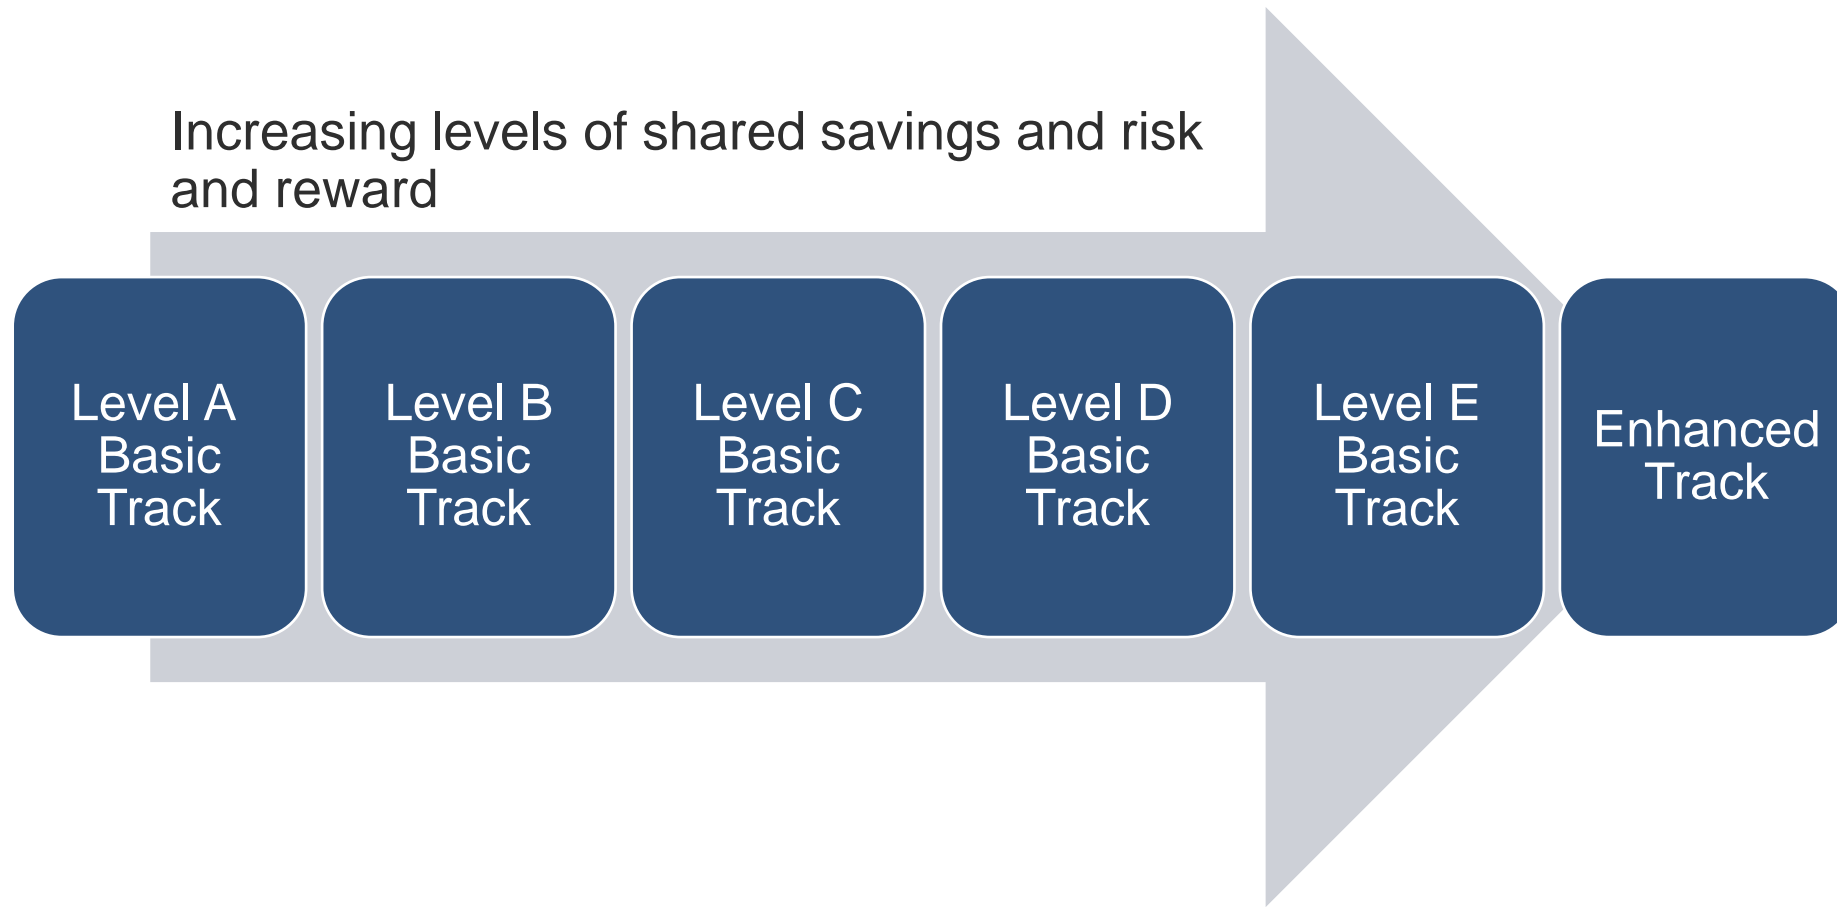 Increasing levels of shared savings and risk
and reward
Level A
Basic
Track
Level B
Basic
Track
Level C
Basic
Track
Level D
Basic
Track
Level E
Basic
Track
Enhanced
Track